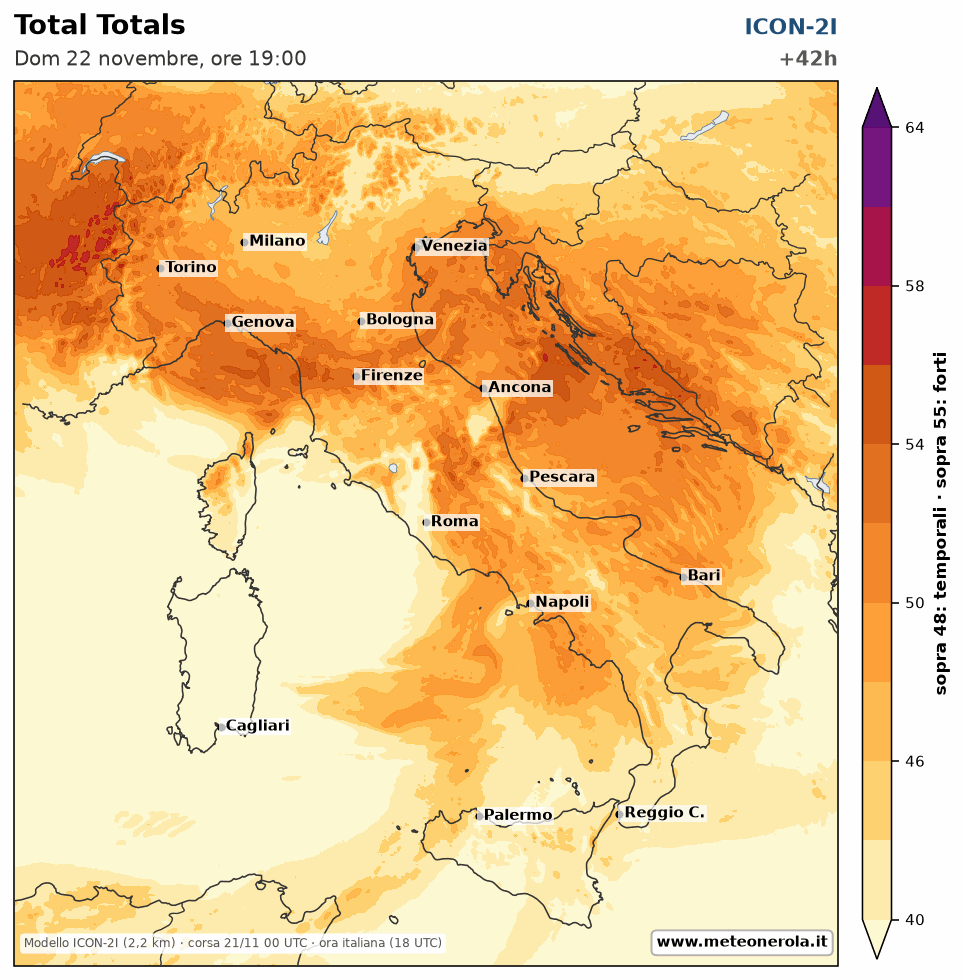 Total Totals
ICON-2I
Dom 22 novembre, ore 19:00
+42h
64
58
54
50
46
40
sopra 48: temporali · sopra 55: forti
Milano
Venezia
Torino
Genova
Bologna
Firenze
Ancona
Pescara
Roma
Bari
Napoli
Cagliari
Palermo
Reggio C.
Modello ICON-2I (2,2 km) · corsa 21/11 00 UTC · ora italiana (18 UTC)
www.meteonerola.it